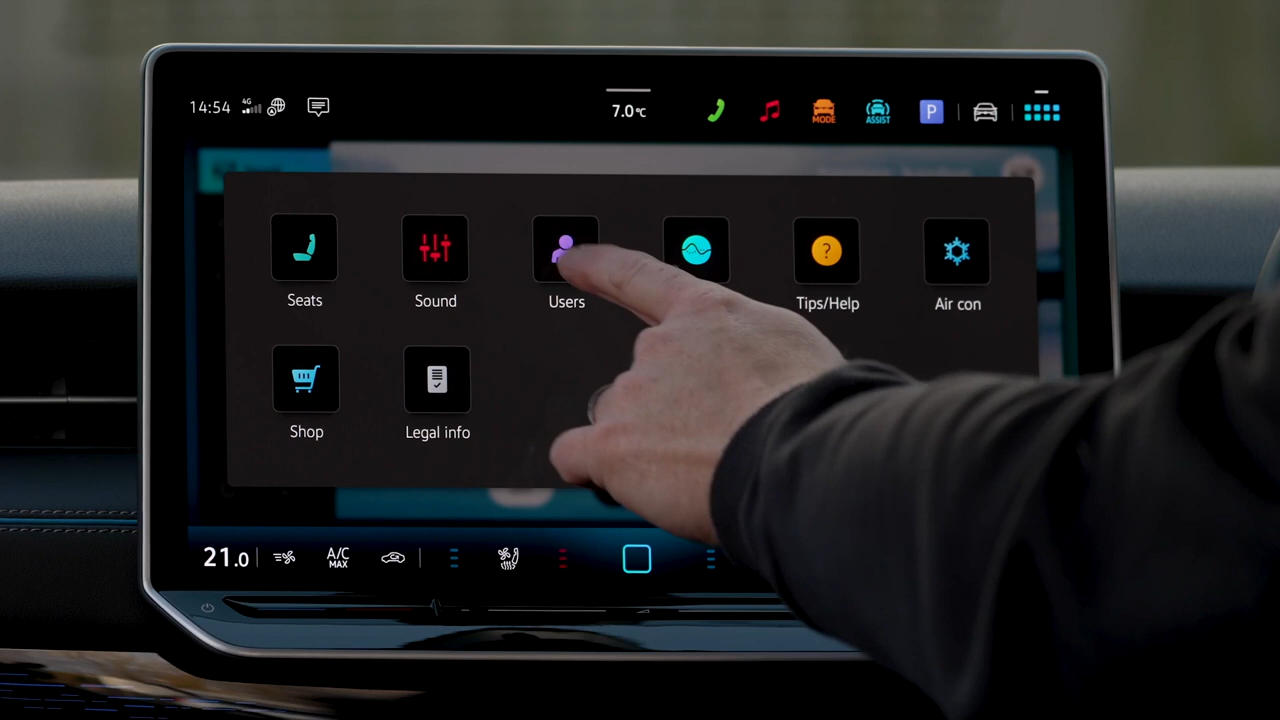 14:54 4G 7.0°C MODE ASSIST P
Seats Sound Users Tips/Help Air con
?
Shop Legal info
21.0 A/C MAX